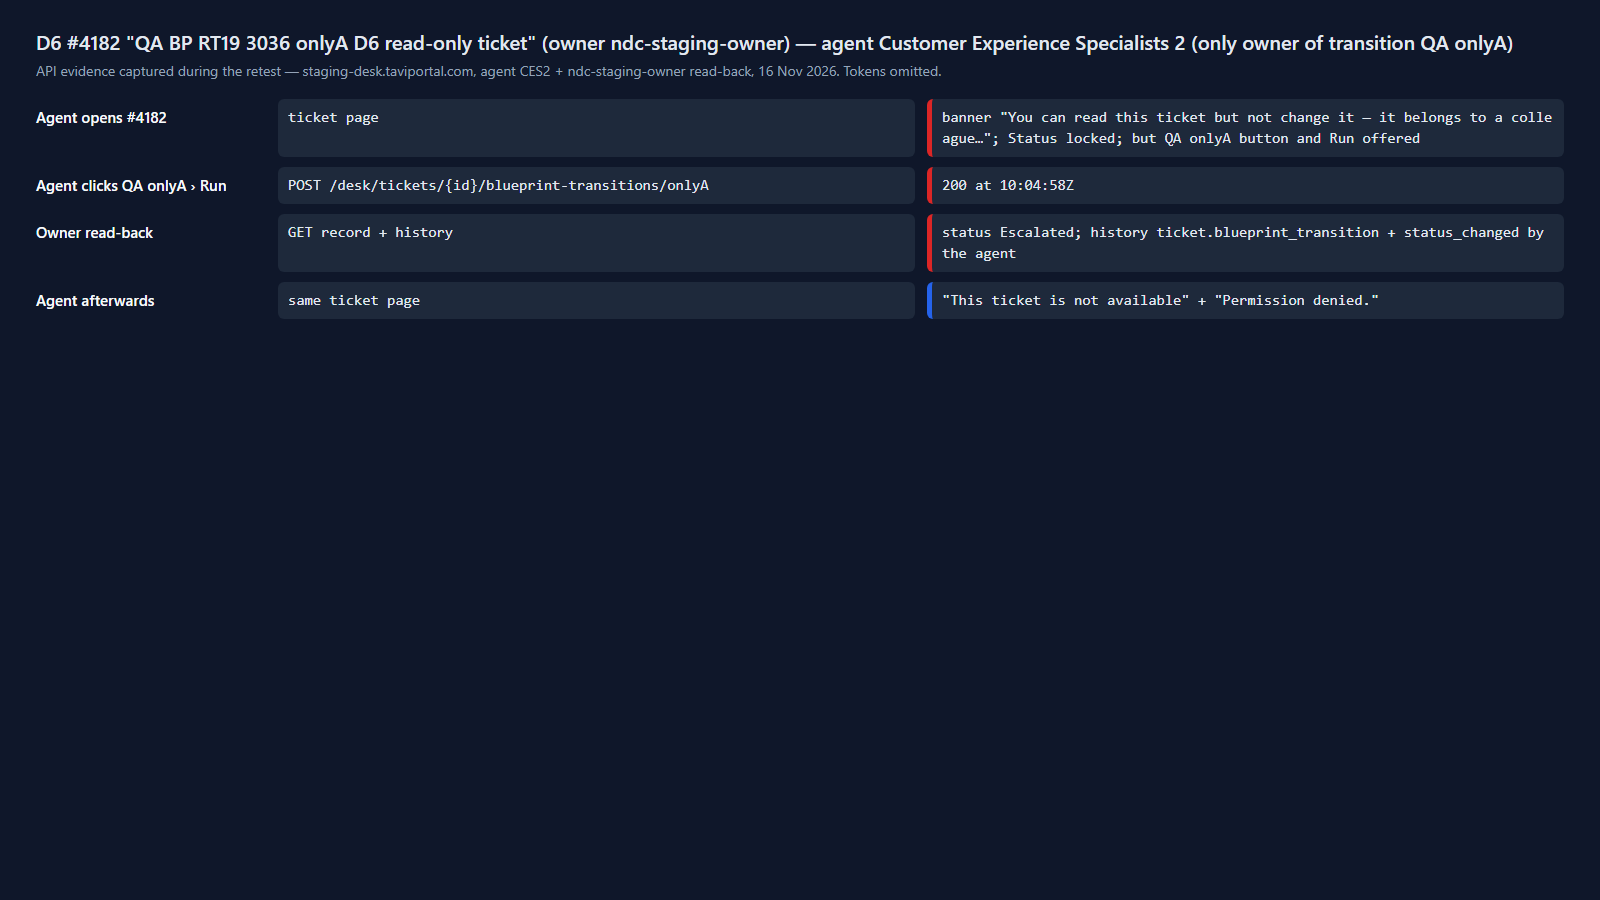 D6 #4182 "QA BP RT19 3036 onlyA D6 read-only ticket" (owner ndc-staging-owner) — agent Customer Experience Specialists 2 (only owner of transition QA onlyA)
API evidence captured during the retest — staging-desk.taviportal.com, agent CES2 + ndc-staging-owner read-back, 16 Nov 2026. Tokens omitted.
Agent opens #4182
ticket page
banner "You can read this ticket but not change it — it belongs to a colle
ague…"; Status locked; but QA onlyA button and Run offered
Agent clicks QA onlyA › Run
POST /desk/tickets/{id}/blueprint-transitions/onlyA
200 at 10:04:58Z
Owner read-back
GET record + history
status Escalated; history ticket.blueprint_transition + status_changed by
the agent
Agent afterwards
same ticket page
"This ticket is not available" + "Permission denied."